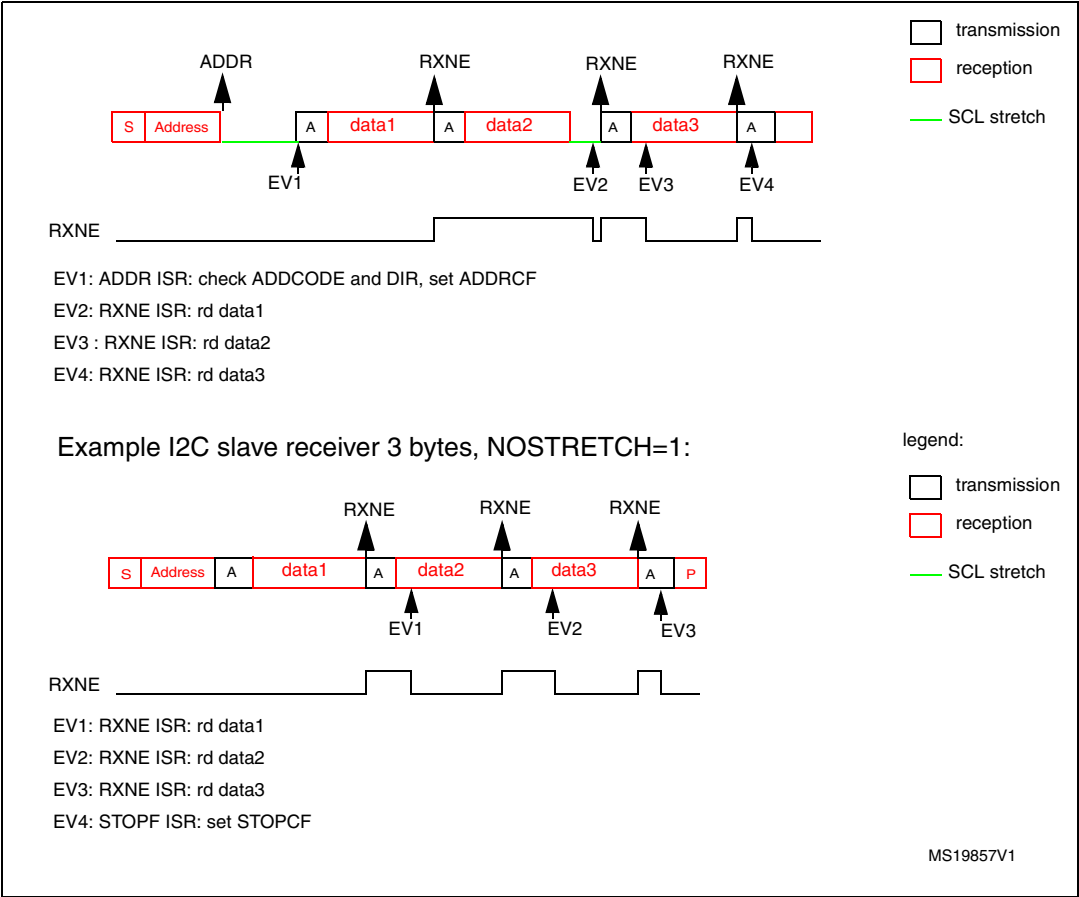 transmission
ADDR RXNE RXNE RXNE
reception
S Address A data1 A data2 A data3 A
SCL stretch
EV1 EV2 EV3 EV4
RXNE
EV1: ADDR ISR: check ADDCODE and DIR, set ADDRCF
EV2: RXNE ISR: rd data1
EV3 : RXNE ISR: rd data2
EV4: RXNE ISR: rd data3
Example I2C slave receiver 3 bytes, NOSTRETCH=1:
legend:
transmission
RXNE RXNE RXNE
reception
S Address A data1 A data2 A data3 A P
SCL stretch
EV1 EV2 EV3
RXNE
EV1: RXNE ISR: rd data1
EV2: RXNE ISR: rd data2
EV3: RXNE ISR: rd data3
EV4: STOPF ISR: set STOPCF
MS19857V1